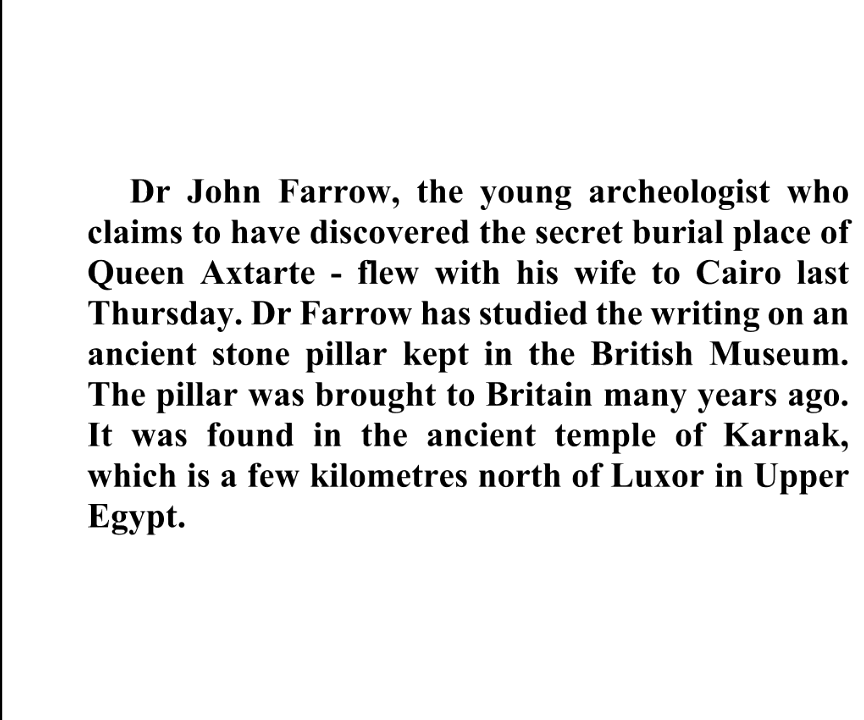 Dr John Farrow, the young archeologist who
claims to have discovered the secret burial place of
Queen Axtarte - flew with his wife to Cairo last
Thursday. Dr Farrow has studied the writing on an
ancient stone pillar kept in the British Museum.
The pillar was brought to Britain many years ago.
It was found in the ancient temple of Karnak,
which is a few kilometres north of Luxor in Upper
Egypt.